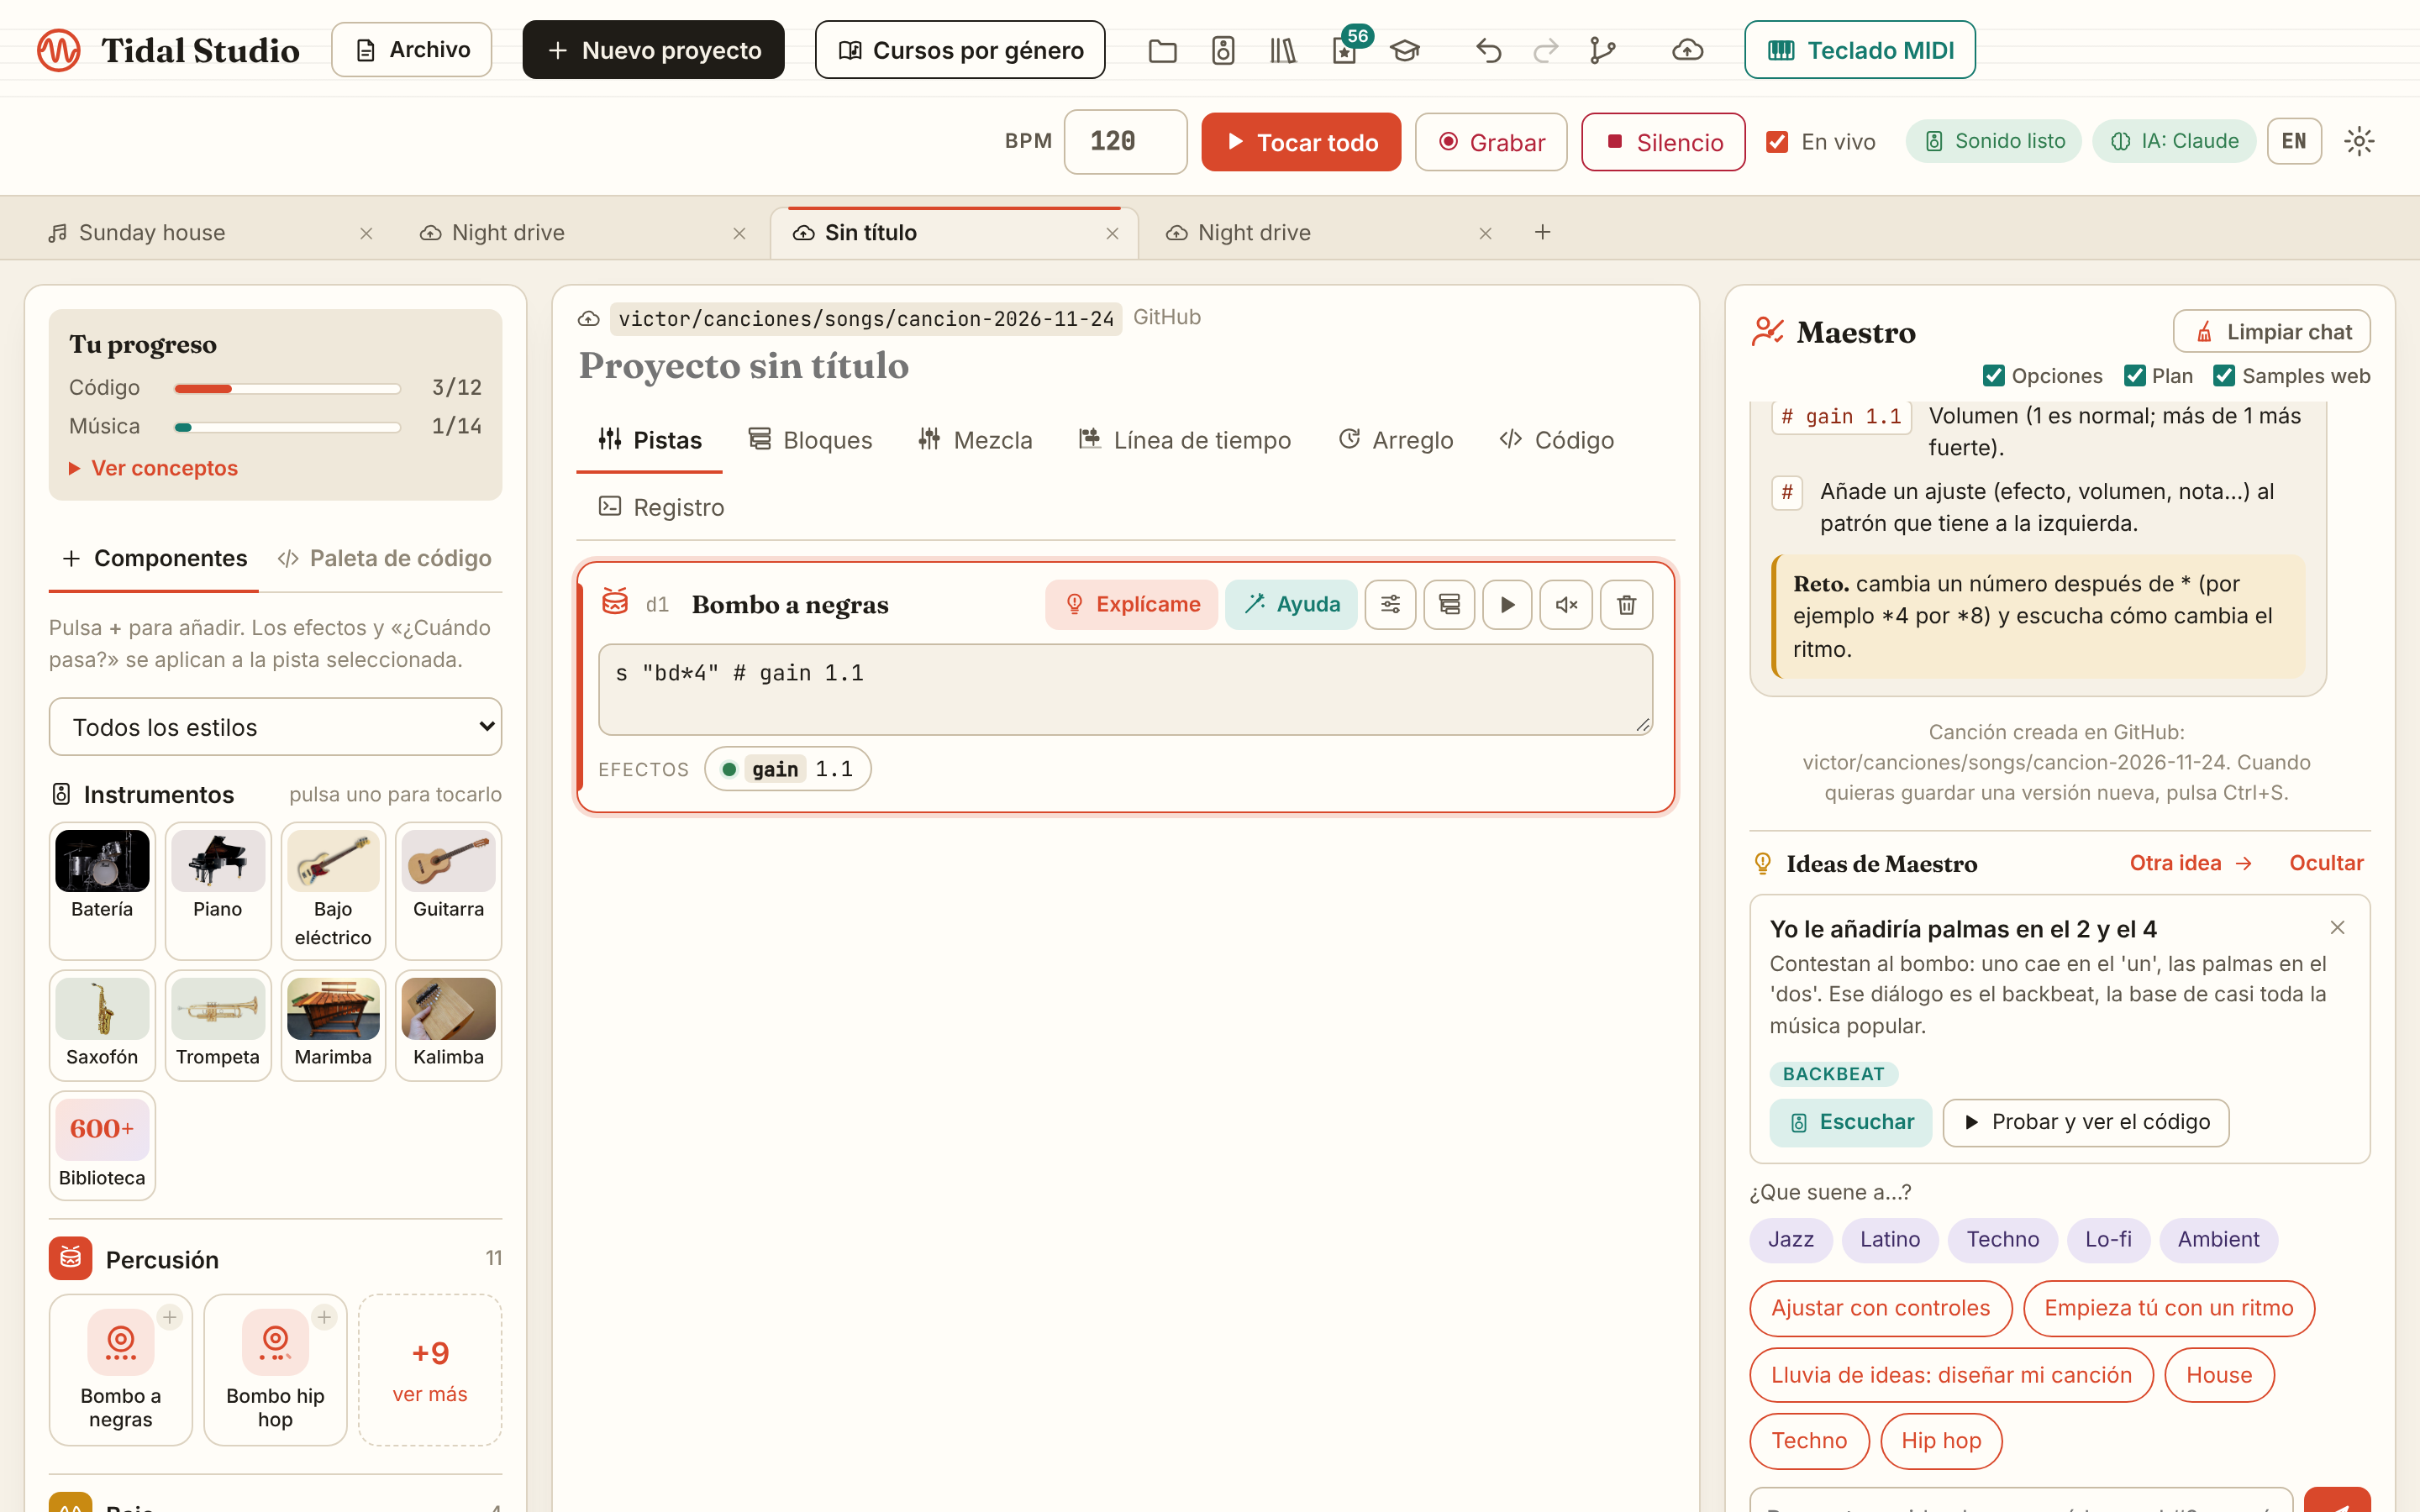 Tidal Studio
Archivo
Nuevo proyecto
Cursos por género
56
Teclado MIDI
BPM
120
Tocar todo
Grabar
Silencio
En vivo
Sonido listo
IA: Claude
EN
Sunday house
Night drive
Sin título
Night drive
Tu progreso
Código 3/12
Música 1/14
Ver conceptos
Componentes
Paleta de código
Pulsa + para añadir. Los efectos y «¿Cuándo
pasa?» se aplican a la pista seleccionada.
Todos los estilos
Instrumentos
pulsa uno para tocarlo
Batería
Piano
Bajo
eléctrico
Guitarra
Saxofón
Trompeta
Marimba
Kalimba
600+
Biblioteca
Percusión
11
Bombo a
negras
Bombo hip
hop
+9
ver más
victor/canciones/songs/cancion-2026-11-24
GitHub
Proyecto sin título
Pistas
Bloques
Mezcla
Línea de tiempo
Arreglo
Código
Registro
d1
Bombo a negras
Explícame
Ayuda
s "bd*4" # gain 1.1
EFECTOS
gain 1.1
Maestro
Limpiar chat
Opciones
Plan
Samples web
# gain 1.1
Volumen (1 es normal; más de 1 más
fuerte).
#
Añade un ajuste (efecto, volumen, nota...) al
patrón que tiene a la izquierda.
Reto. cambia un número después de * (por
ejemplo *4 por *8) y escucha cómo cambia el
ritmo.
Canción creada en GitHub:
victor/canciones/songs/cancion-2026-11-24. Cuando
quieras guardar una versión nueva, pulsa Ctrl+S.
Ideas de Maestro
Otra idea →
Ocultar
Yo le añadiría palmas en el 2 y el 4
Contestan al bombo: uno cae en el 'un', las palmas en el
'dos'. Ese diálogo es el backbeat, la base de casi toda la
música popular.
BACKBEAT
Escuchar
Probar y ver el código
¿Que suene a...?
Jazz
Latino
Techno
Lo-fi
Ambient
Ajustar con controles
Empieza tú con un ritmo
Lluvia de ideas: diseñar mi canción
House
Techno
Hip hop